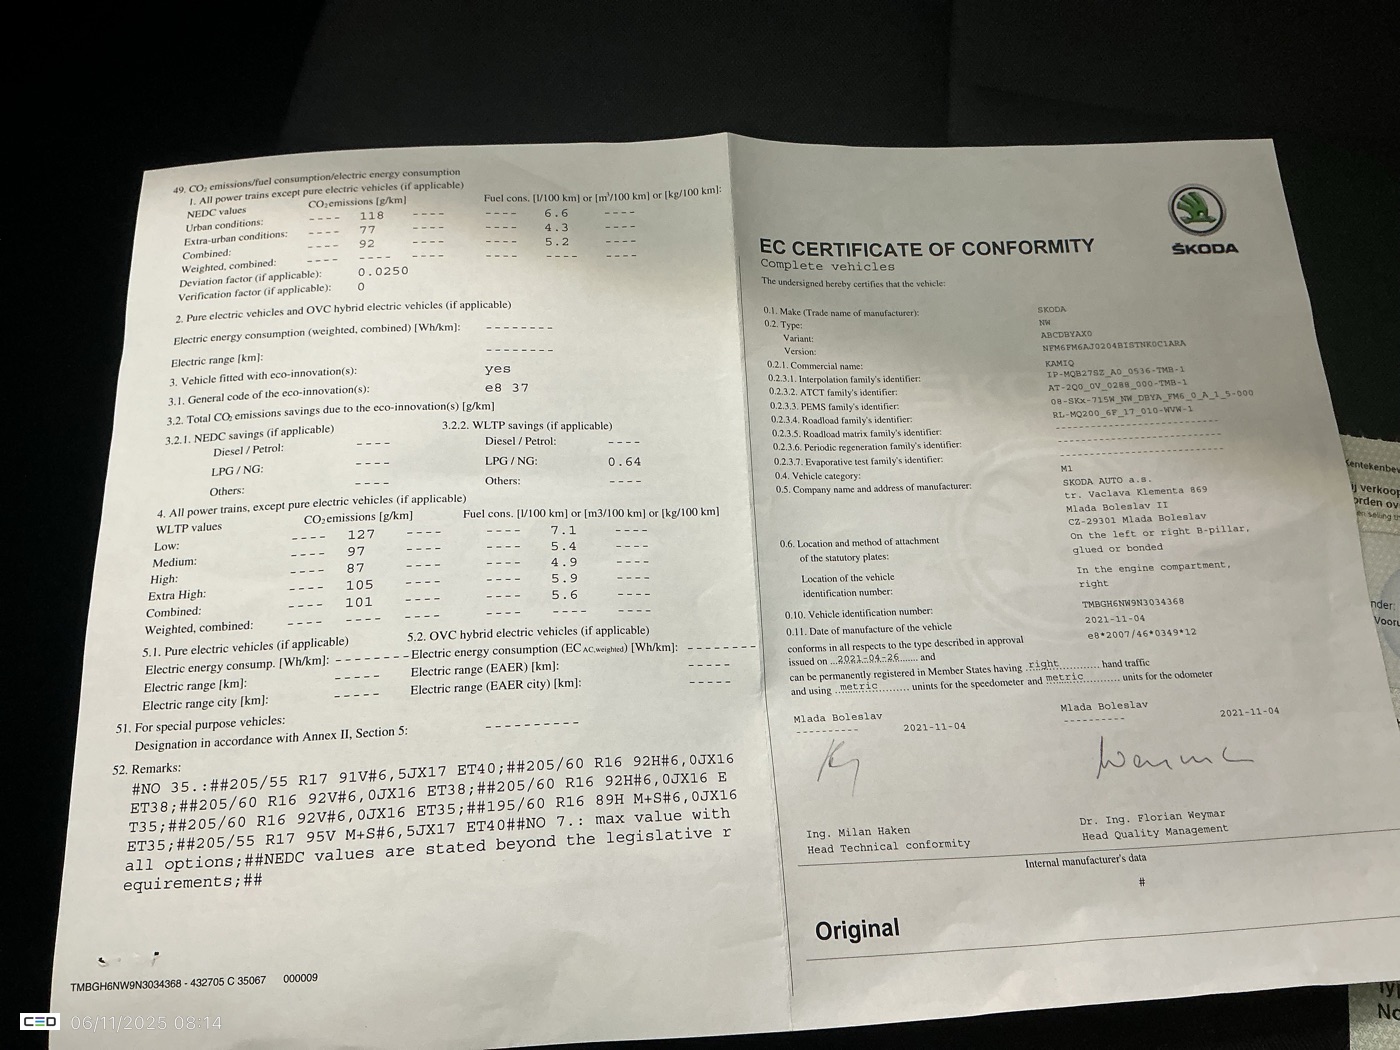 49. CO₂ emissions/fuel consumption/electric energy consumption
1. All power trains except pure electric vehicles (if applicable)
NEDC values CO₂emissions [g/km] Fuel cons. [l/100 km] or [m³/100 km] or [kg/100 km]:
Urban conditions: ---- 118 ---- ---- 6.6 ----
Extra-urban conditions: ---- 77 ---- ---- 4.3 ----
Combined: ---- 92 ---- ---- 5.2 ----
Weighted, combined: ---- ---- ---- ---- ---- ----
Deviation factor (if applicable): 0.0250
Verification factor (if applicable): 0
2. Pure electric vehicles and OVC hybrid electric vehicles (if applicable)
Electric energy consumption (weighted, combined) [Wh/km]: --------
Electric range [km]: --------
3. Vehicle fitted with eco-innovation(s): yes
3.1. General code of the eco-innovation(s): e8 37
3.2. Total CO₂ emissions savings due to the eco-innovation(s) [g/km]
3.2.1. NEDC savings (if applicable) 3.2.2. WLTP savings (if applicable)
Diesel / Petrol: ---- Diesel / Petrol: ----
LPG / NG: ---- LPG / NG: 0.64
Others: ---- Others: ----
4. All power trains, except pure electric vehicles (if applicable)
WLTP values CO₂emissions [g/km] Fuel cons. [l/100 km] or [m3/100 km] or [kg/100 km]
Low: ---- 127 ---- ---- 7.1 ----
Medium: ---- 97 ---- ---- 5.4 ----
High: ---- 87 ---- ---- 4.9 ----
Extra High: ---- 105 ---- ---- 5.9 ----
Combined: ---- 101 ---- ---- 5.6 ----
Weighted, combined: ---- ---- ---- ---- ---- ----
5.1. Pure electric vehicles (if applicable) 5.2. OVC hybrid electric vehicles (if applicable)
Electric energy consump. [Wh/km]: -------- Electric energy consumption (EC AC,weighted) [Wh/km]: --------
Electric range [km]: ----- Electric range (EAER) [km]: -----
Electric range city [km]: ----- Electric range (EAER city) [km]: -----
51. For special purpose vehicles:
Designation in accordance with Annex II, Section 5: ----------
52. Remarks:
#NO 35.:##205/55 R17 91V#6,5JX17 ET40;##205/60 R16 92H#6,0JX16
ET38;##205/60 R16 92V#6,0JX16 ET38;##205/60 R16 92H#6,0JX16 E
T35;##205/60 R16 92V#6,0JX16 ET35;##195/60 R16 89H M+S#6,0JX16
ET35;##205/55 R17 95V M+S#6,5JX17 ET40##NO 7.: max value with
all options;##NEDC values are stated beyond the legislative r
equirements;##
TMBGH6NW9N3034368 - 432705 C 35067 000009
ŠKODA
EC CERTIFICATE OF CONFORMITY
Complete vehicles
The undersigned hereby certifies that the vehicle:
0.1. Make (Trade name of manufacturer): SKODA
0.2. Type: NW
Variant: ABCDBYAX0
Version: NFM6FM6AJ0204BISTNK0C1ARA
0.2.1. Commercial name: KAMIQ
0.2.3.1. Interpolation family's identifier: IP-MQB27SZ_A0_0536-TMB-1
0.2.3.2. ATCT family's identifier: AT-2Q0_0V_0288_000-TMB-1
0.2.3.3. PEMS family's identifier: 08-SKx-715W_NW_DBYA_FM6_0_A_1_5-000
0.2.3.4. Roadload family's identifier: RL-MQ200_6F_17_010-WVW-1
0.2.3.5. Roadload matrix family's identifier: --------------------
0.2.3.6. Periodic regeneration family's identifier: --------------------
0.2.3.7. Evaporative test family's identifier: --------------------
0.4. Vehicle category: M1
0.5. Company name and address of manufacturer: SKODA AUTO a.s.
tr. Vaclava Klementa 869
Mlada Boleslav II
CZ-29301 Mlada Boleslav
0.6. Location and method of attachment On the left or right B-pillar,
of the statutory plates: glued or bonded
Location of the vehicle In the engine compartment,
identification number: right
0.10. Vehicle identification number: TMBGH6NW9N3034368
0.11. Date of manufacture of the vehicle 2021-11-04
conforms in all respects to the type described in approval e8*2007/46*0349*12
issued on ...2021-04-26...... and
can be permanently registered in Member States having right............ hand traffic
and using ..metric.......... unints for the speedometer and metric............ units for the odometer
Mlada Boleslav 2021-11-04 Mlada Boleslav 2021-11-04
Ing. Milan Haken Dr. Ing. Florian Weymar
Head Technical conformity Head Quality Management
Internal manufacturer's data
#
Original
verkoop
No
CED 06/11/2025 08:14